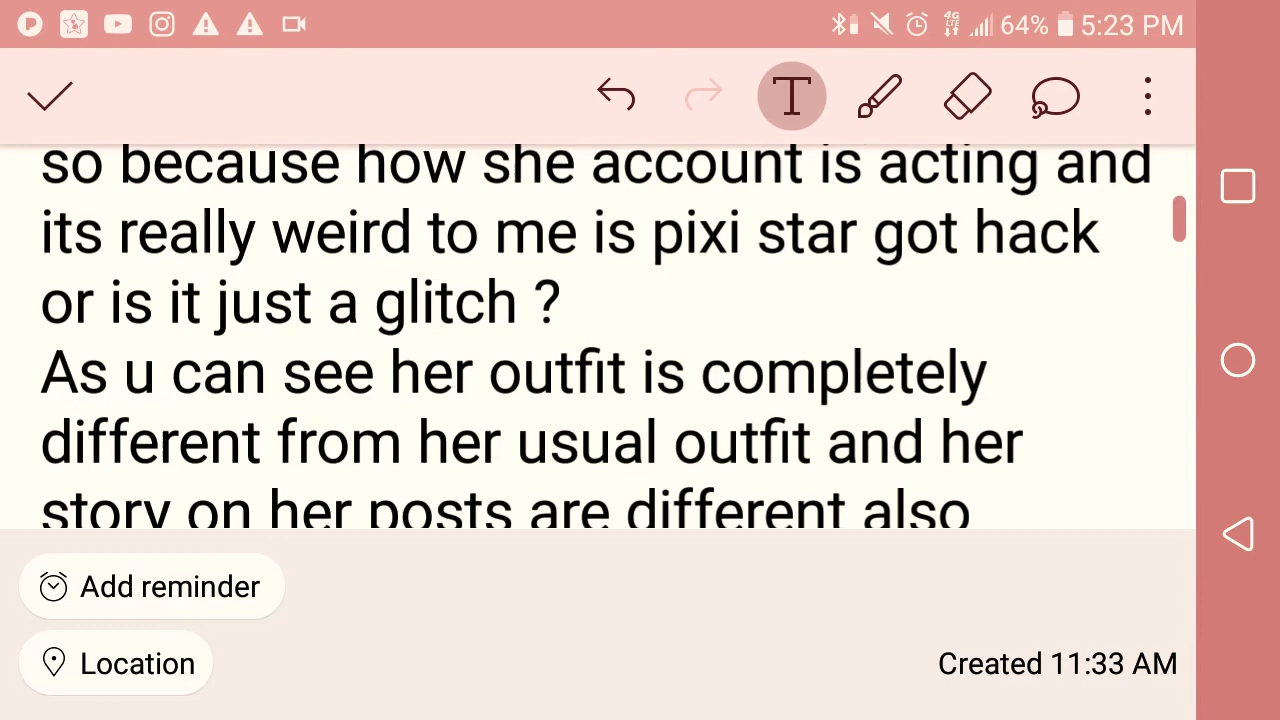 64% 5:23 PM
T
so because how she account is acting and
its really weird to me is pixi star got hack
or is it just a glitch ?
As u can see her outfit is completely
different from her usual outfit and her
story on her posts are different also
Add reminder
Location
Created 11:33 AM